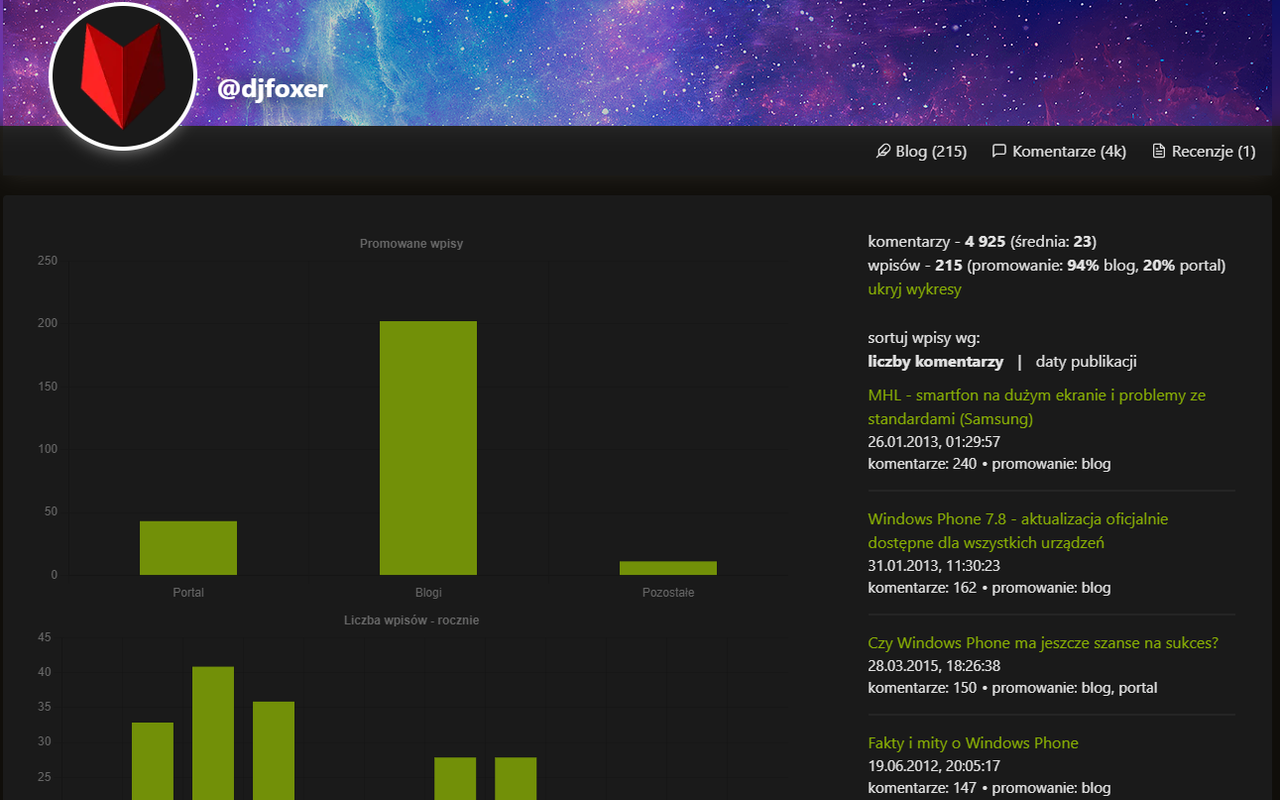 @djfoxer
Blog (215)
Komentarze (4k)
Recenzje (1)
Promowane wpisy
250
200
150
100
50
0
Portal
Blogi
Pozostałe
Liczba wpisów - rocznie
45
40
35
30
25
komentarzy - 4 925 (średnia: 23)
wpisów - 215 (promowanie: 94% blog, 20% portal)
ukryj wykresy
sortuj wpisy wg:
liczby komentarzy | daty publikacji
MHL - smartfon na dużym ekranie i problemy ze
standardami (Samsung)
26.01.2013, 01:29:57
komentarze: 240 • promowanie: blog
Windows Phone 7.8 - aktualizacja oficjalnie
dostępne dla wszystkich urządzeń
31.01.2013, 11:30:23
komentarze: 162 • promowanie: blog
Czy Windows Phone ma jeszcze szanse na sukces?
28.03.2015, 18:26:38
komentarze: 150 • promowanie: blog, portal
Fakty i mity o Windows Phone
19.06.2012, 20:05:17
komentarze: 147 • promowanie: blog